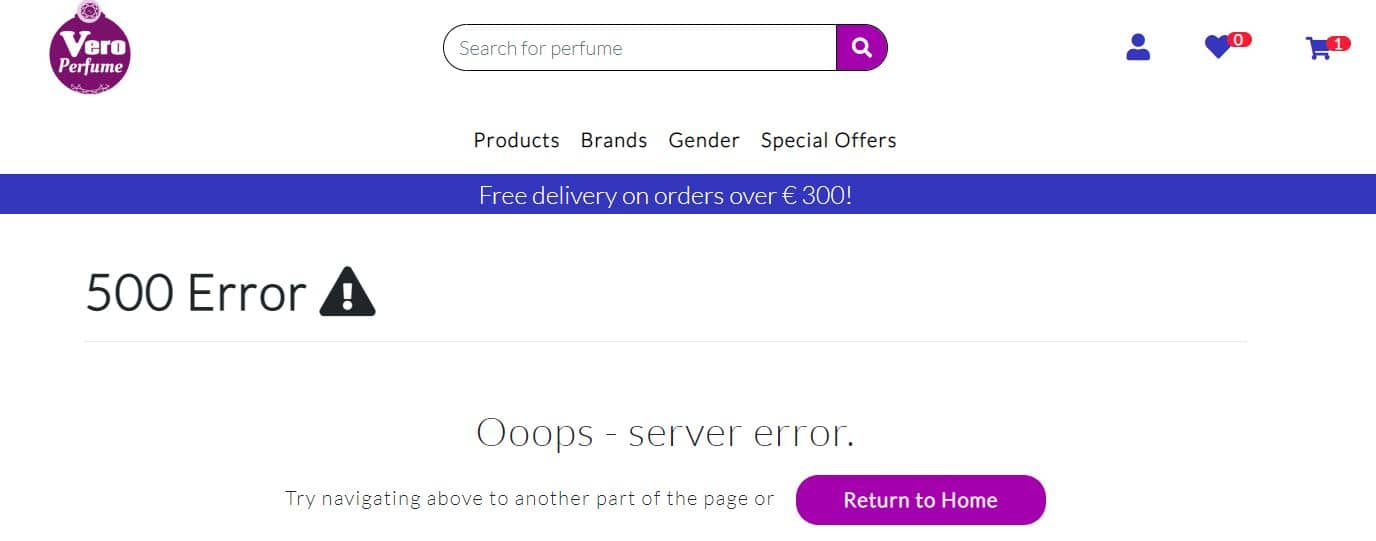 Vero
Perfume
Search for perfume
0
1
Products Brands Gender Special Offers
Free delivery on orders over € 300!
500 Error
Ooops - server error.
Try navigating above to another part of the page or Return to Home